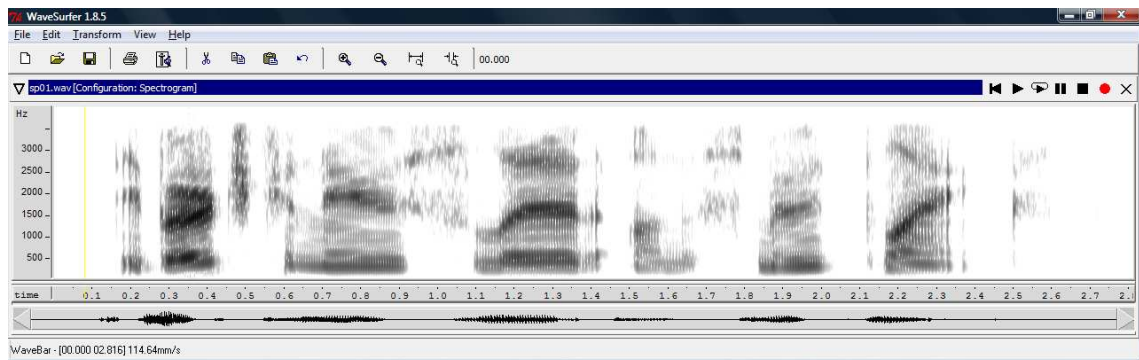 WaveSurfer 1.8.5
File Edit Transform View Help
00.000
sp01.wav [Configuration: Spectrogram]
Hz
3000
2500
2000
1500
1000
500
time 0.1 0.2 0.3 0.4 0.5 0.6 0.7 0.8 0.9 1.0 1.1 1.2 1.3 1.4 1.5 1.6 1.7 1.8 1.9 2.0 2.1 2.2 2.3 2.4 2.5 2.6 2.7 2.
WaveBar - [00.000 02.816] 114.64mm/s